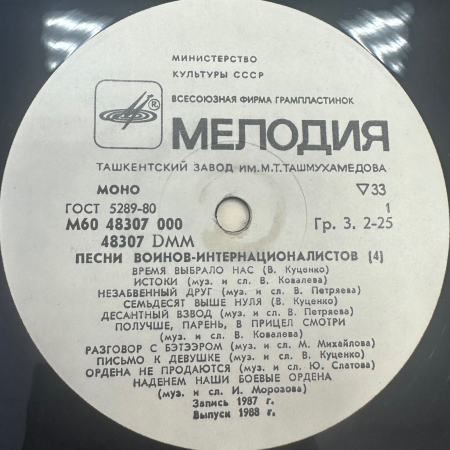 МИНИСТЕРСТВО
КУЛЬТУРЫ СССР
ВСЕСОЮЗНАЯ ФИРМА ГРАМПЛАСТИНОК
®
МЕЛОДИЯ
ТАШКЕНТСКИЙ ЗАВОД ИМ. М.Т.ТАШМУХАМЕДОВА
МОНО ▽33
ГОСТ 5289-80 1
М60 48307 000 Гр. 3. 2-25
48307 DMM
ПЕСНИ ВОИНОВ-ИНТЕРНАЦИОНАЛИСТОВ (4)
ВРЕМЯ ВЫБРАЛО НАС (В. Куценко)
ИСТОКИ (муз. и сл. В. Ковалева)
НЕЗАБВЕННЫЙ ДРУГ (муз. и сл. В. Петряева)
СЕМЬДЕСЯТ ВЫШЕ НУЛЯ (В. Куценко)
ДЕСАНТНЫЙ ВЗВОД (муз. и сл. В. Петряева)
ПОЛУЧШЕ, ПАРЕНЬ, В ПРИЦЕЛ СМОТРИ
(муз. и сл. В. Ковалева)
РАЗГОВОР С БЭТЭЭРОМ (муз. и сл. М. Михайлова)
ПИСЬМО К ДЕВУШКЕ (муз. и сл. В. Куценко)
ОРДЕНА НЕ ПРОДАЮТСЯ (муз. и сл. Ю. Слатова)
НАДЕНЕМ НАШИ БОЕВЫЕ ОРДЕНА
(муз. и сл. И. Морозова)
Запись 1987 г.
Выпуск 1988 г.